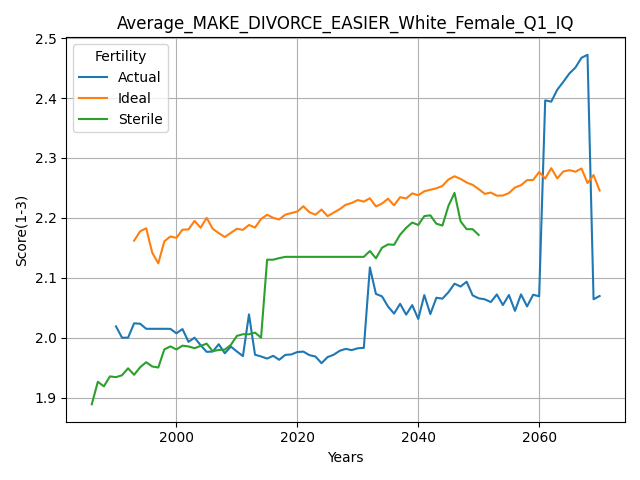 Average_MAKE_DIVORCE_EASIER_White_Female_Q1_IQ
Fertility
Actual
Ideal
Sterile
Score(1-3)
2.5
2.4
2.3
2.2
2.1
2.0
1.9
2000
2020
2040
2060
Years